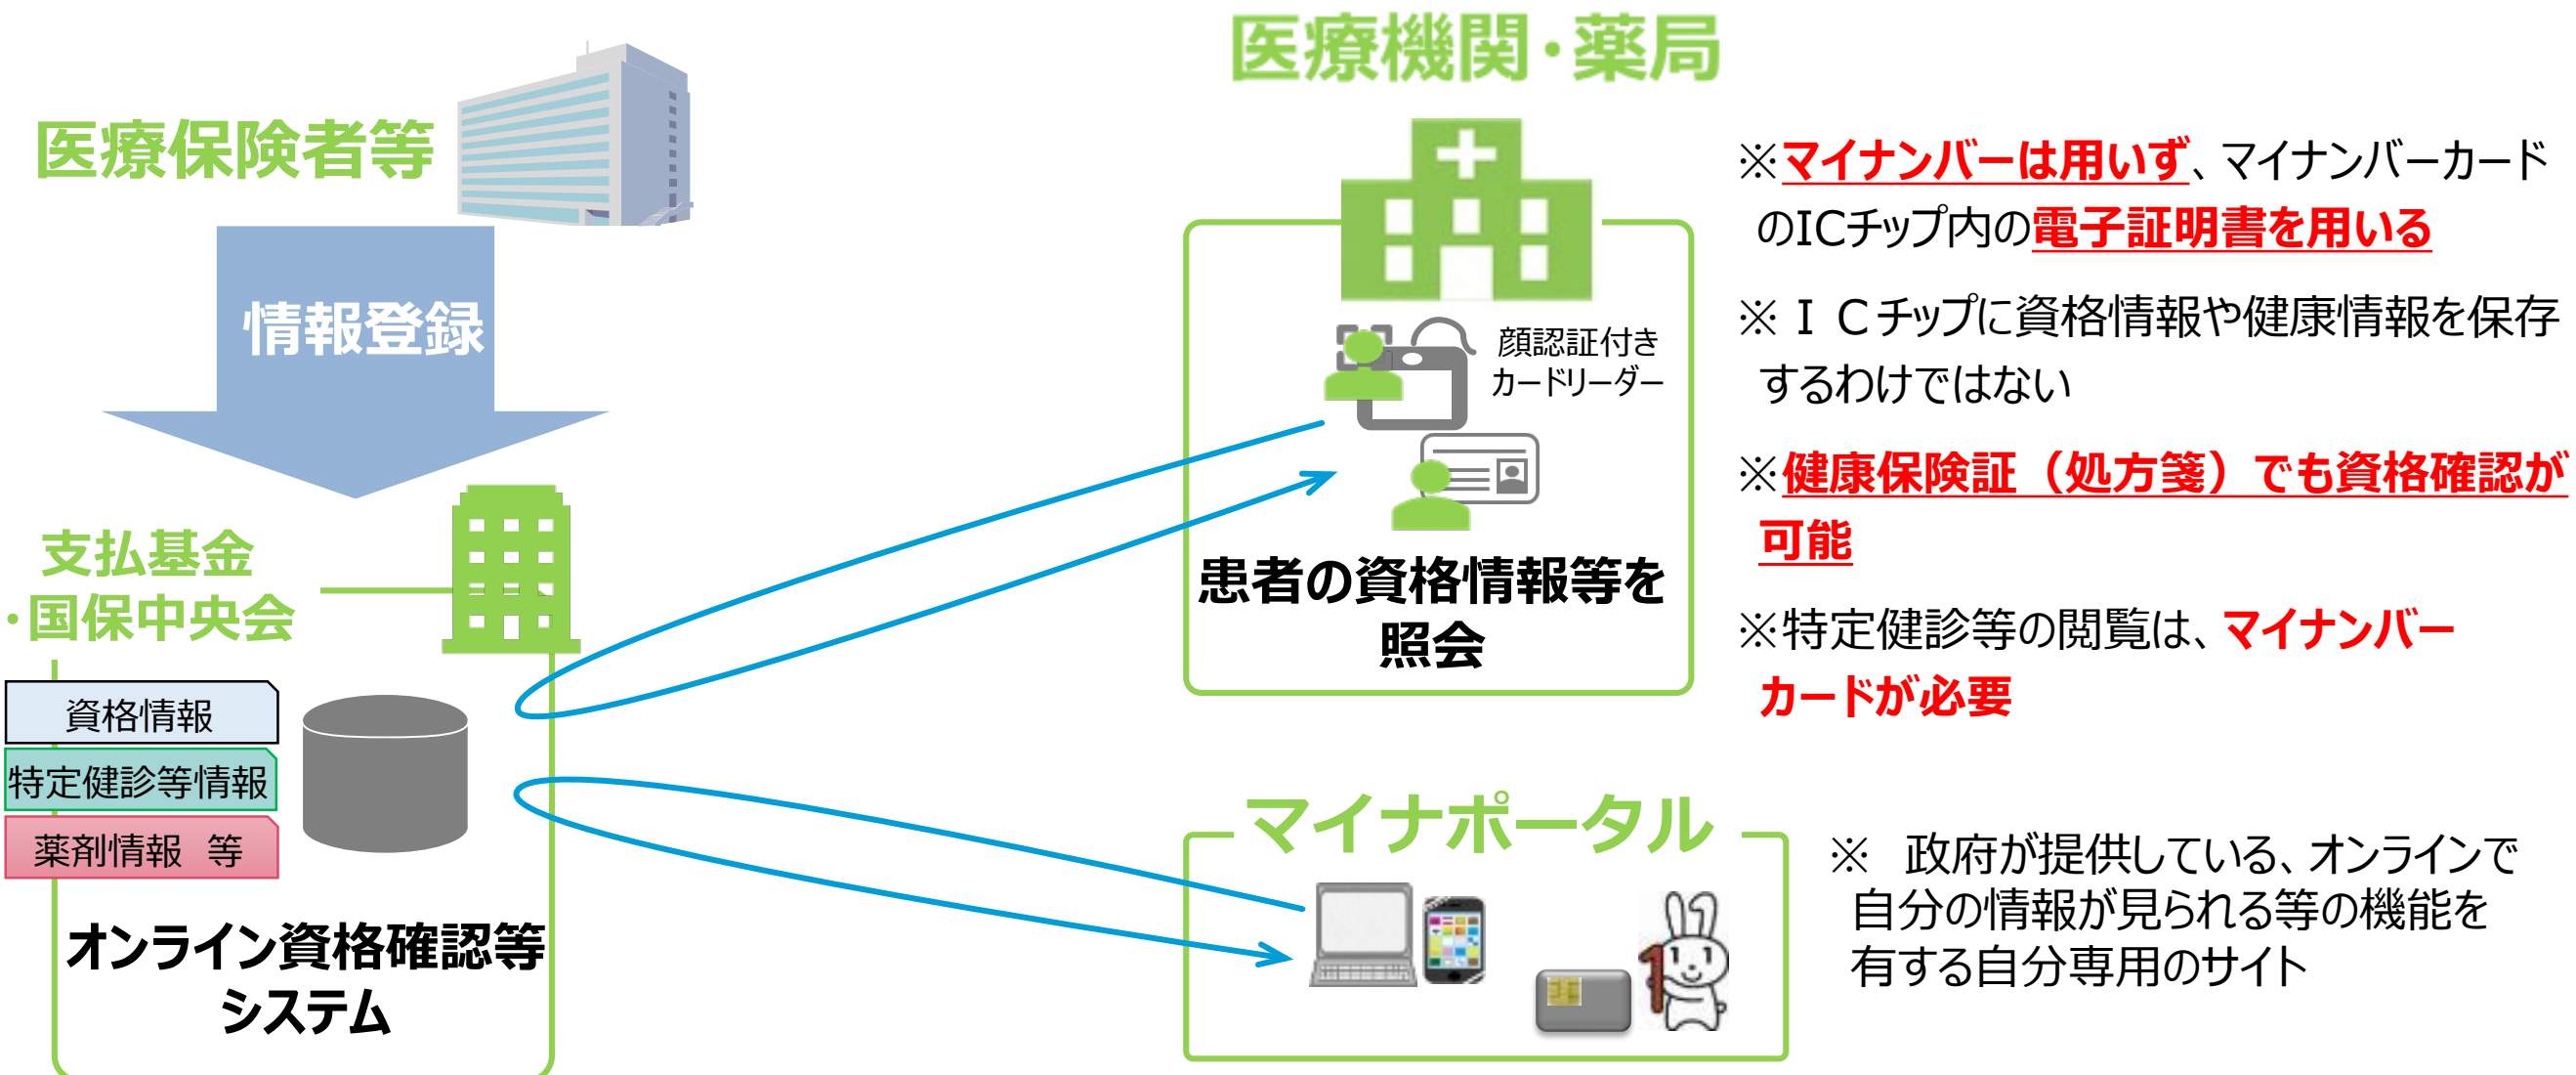 医療保険者等
情報登録
支払基金
・国保中央会
資格情報
特定健診等情報
薬剤情報 等
オンライン資格確認等
システム
医療機関・薬局
顔認証付き
カードリーダー
患者の資格情報等を
照会
※マイナンバーは用いず、マイナンバーカード
のICチップ内の電子証明書を用いる
※ＩＣチップに資格情報や健康情報を保存
するわけではない
※健康保険証（処方箋）でも資格確認が
可能
※特定健診等の閲覧は、マイナンバー
カードが必要
マイナポータル
1
※ 政府が提供している、オンラインで
自分の情報が見られる等の機能を
有する自分専用のサイト